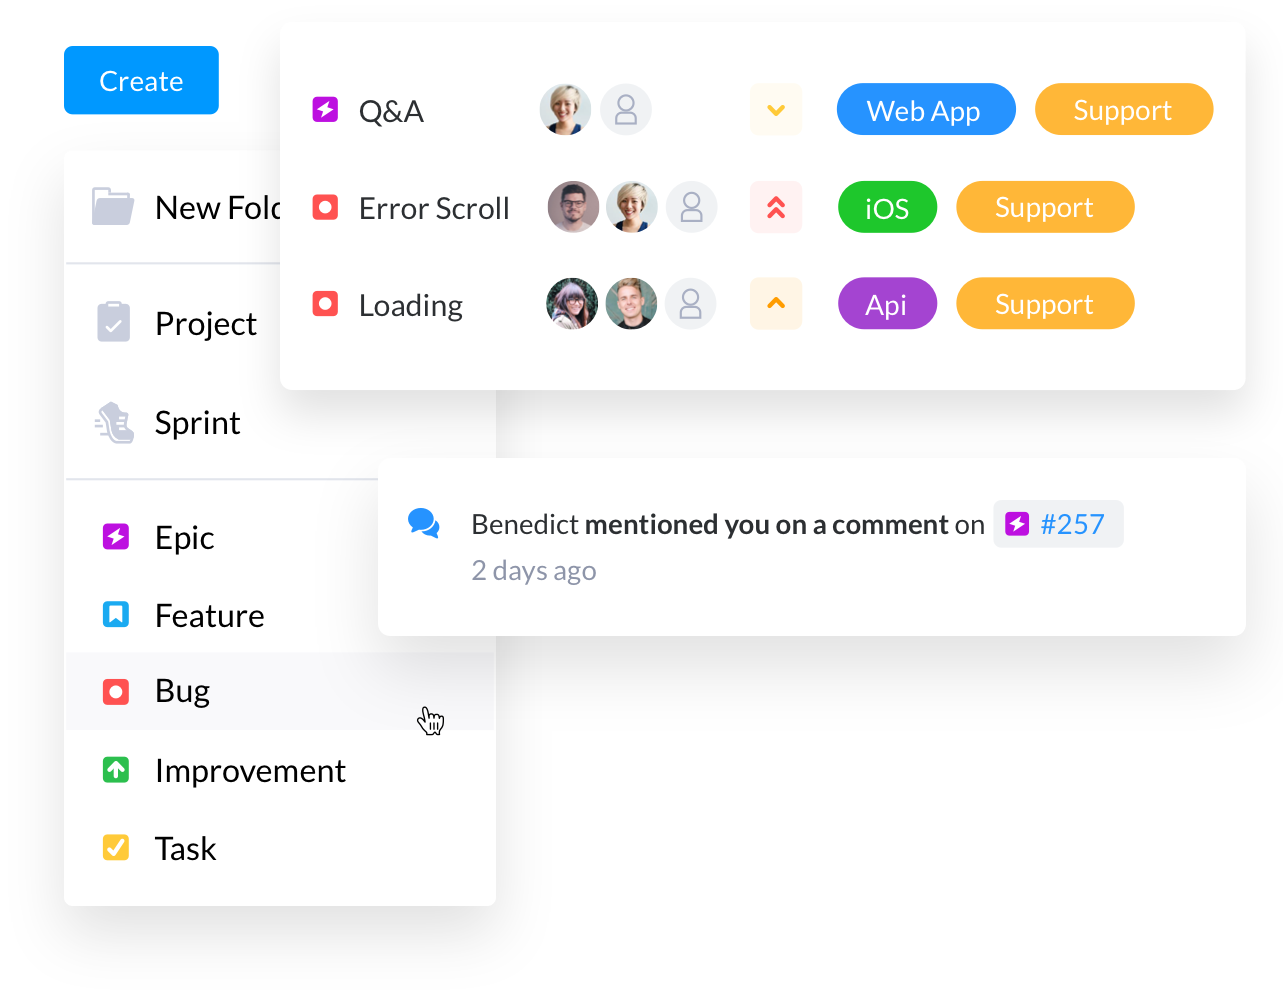 Create
New Fol
Project
Sprint
Epic
Feature
Bug
Improvement
Task
Q&A
Web App
Support
Error Scroll
iOS
Support
Loading
Api
Support
Benedict mentioned you on a comment on #257
2 days ago